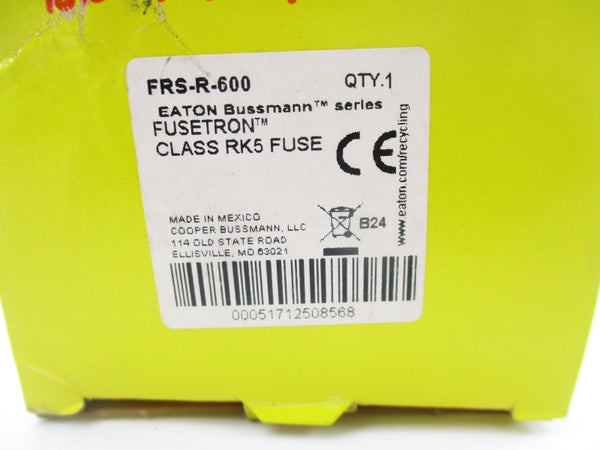 FRS-R-600 QTY.1
EATON Bussmann™ series
FUSETRON™
CLASS RK5 FUSE
CE
www.eaton.com/recycling
MADE IN MEXICO
COOPER BUSSMANN, LLC
114 OLD STATE ROAD
ELLISVILLE, MO 63021
B24
00051712508568